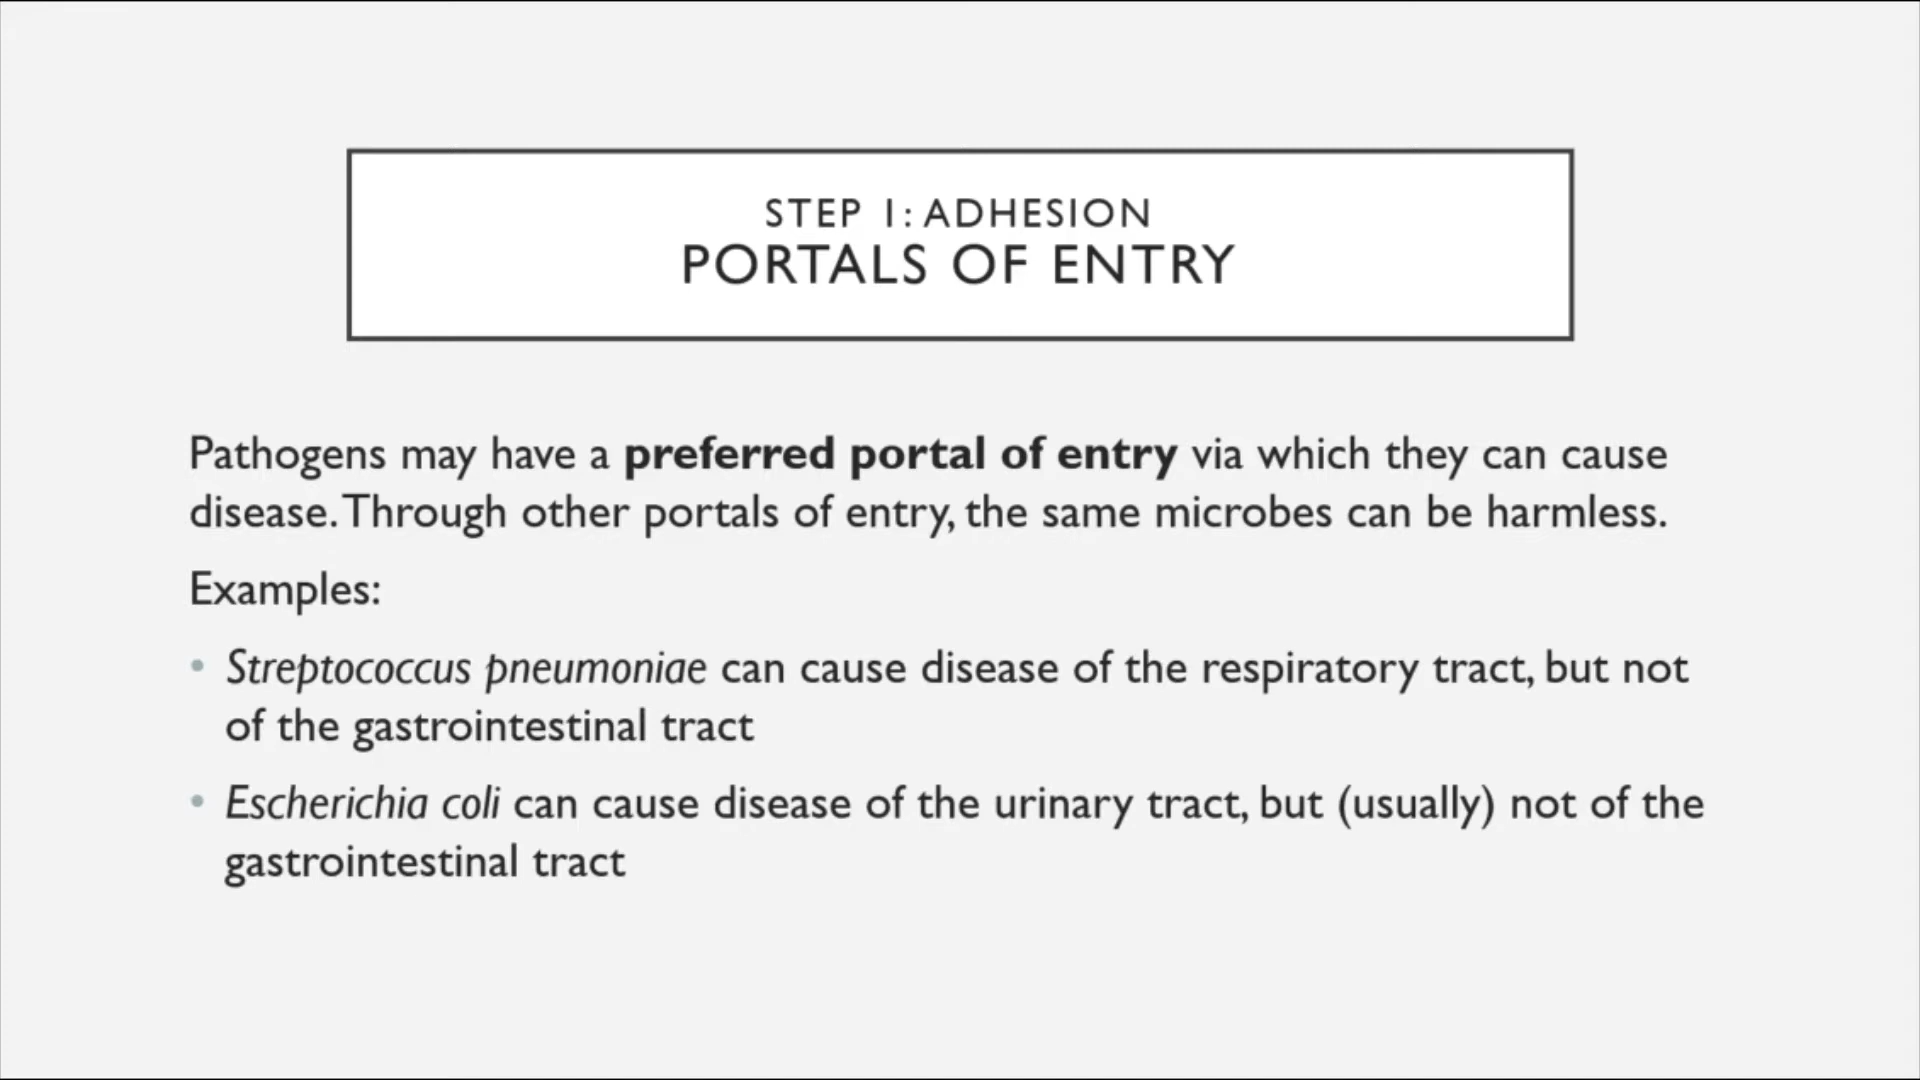 STEP 1: ADHESION
PORTALS OF ENTRY
Pathogens may have a preferred portal of entry via which they can cause
disease. Through other portals of entry, the same microbes can be harmless.
Examples:
• Streptococcus pneumoniae can cause disease of the respiratory tract, but not
of the gastrointestinal tract
• Escherichia coli can cause disease of the urinary tract, but (usually) not of the
gastrointestinal tract